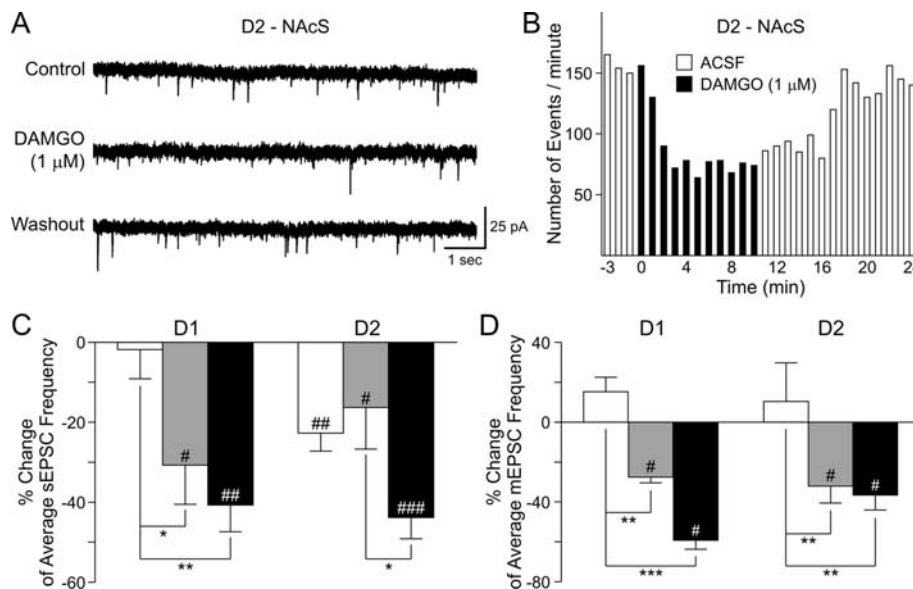 A
D2 - NAcS
Control
DAMGO
(1 µM)
Washout
25 pA
1 sec
B
D2 - NAcS
Number of Events / minute
150
100
50
ACSF
DAMGO (1 µM)
-3 0 4 8 12 16 20 24
Time (min)
C
D1 D2
% Change
of Average sEPSC Frequency
0
-20
-40
-60
# ## ## # ###
* ** *
D
D1 D2
% Change
of Average mEPSC Frequency
40
0
-40
-80
# # # #
** *** ** **